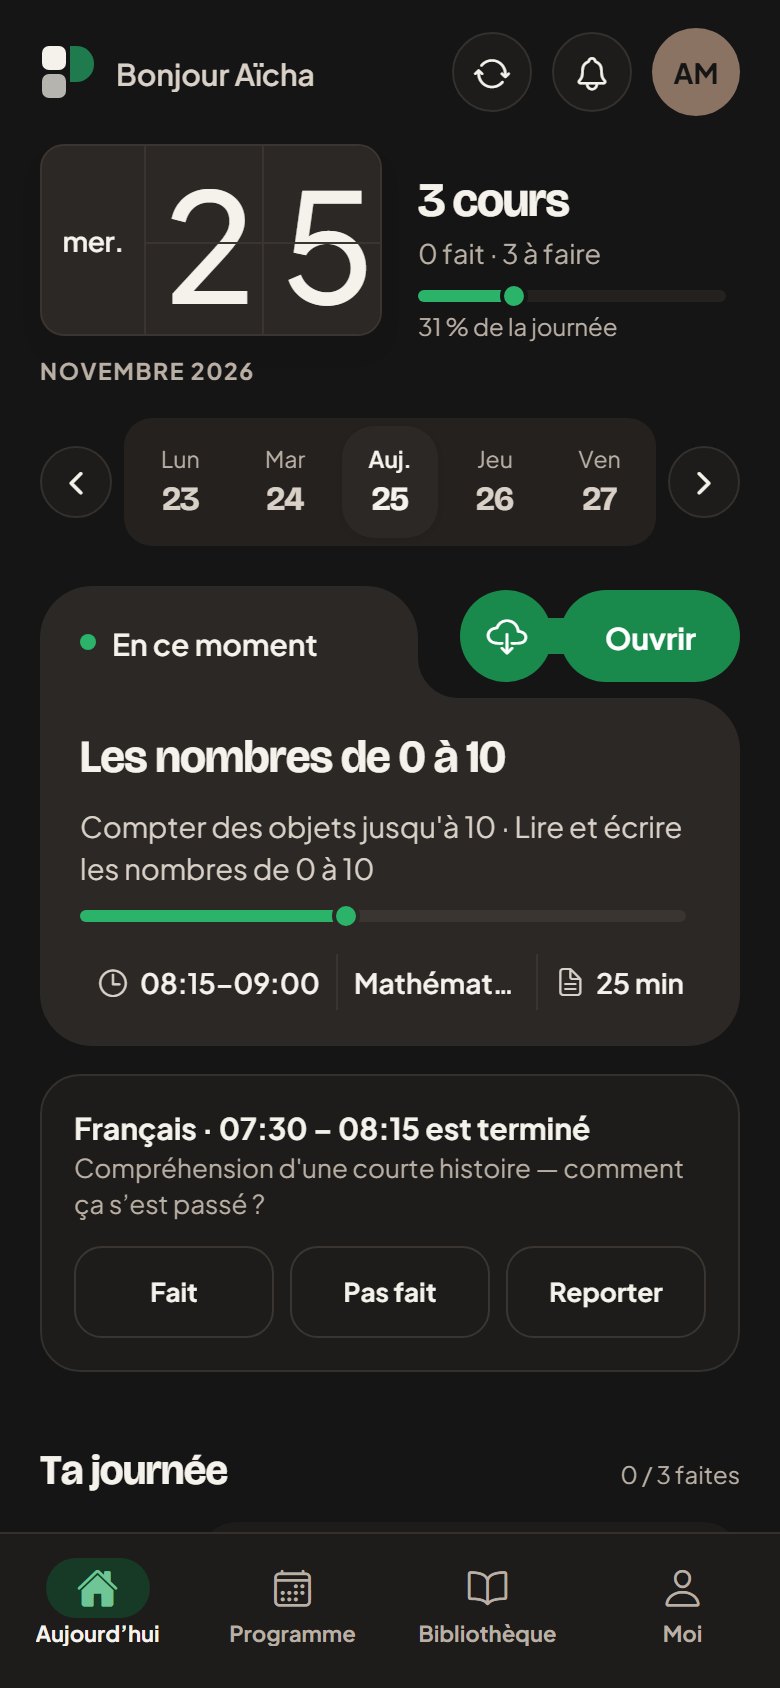 Bonjour Aïcha
AM
mer.
25
3 cours
0 fait · 3 à faire
31 % de la journée
NOVEMBRE 2026
Lun
23
Mar
24
Auj.
25
Jeu
26
Ven
27
En ce moment
Ouvrir
Les nombres de 0 à 10
Compter des objets jusqu'à 10 · Lire et écrire
les nombres de 0 à 10
08:15–09:00
Mathémat...
25 min
Français · 07:30 – 08:15 est terminé
Compréhension d'une courte histoire — comment
ça s’est passé ?
Fait
Pas fait
Reporter
Ta journée
0 / 3 faites
Aujourd’hui
Programme
Bibliothèque
Moi